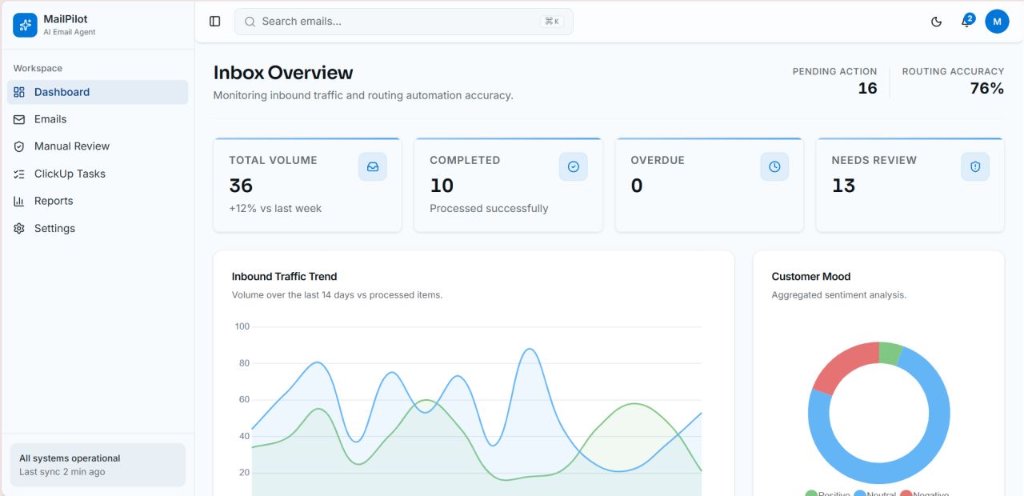 MailPilot
AI Email Agent
Search emails...
⌘K
2
M
Workspace
Dashboard
Emails
Manual Review
ClickUp Tasks
Reports
Settings
All systems operational
Last sync 2 min ago
Inbox Overview
Monitoring inbound traffic and routing automation accuracy.
PENDING ACTION
16
ROUTING ACCURACY
76%
TOTAL VOLUME
36
+12% vs last week
COMPLETED
10
Processed successfully
OVERDUE
0
NEEDS REVIEW
13
Inbound Traffic Trend
Volume over the last 14 days vs processed items.
100
80
60
40
20
Customer Mood
Aggregated sentiment analysis.
Positive Neutral Negative